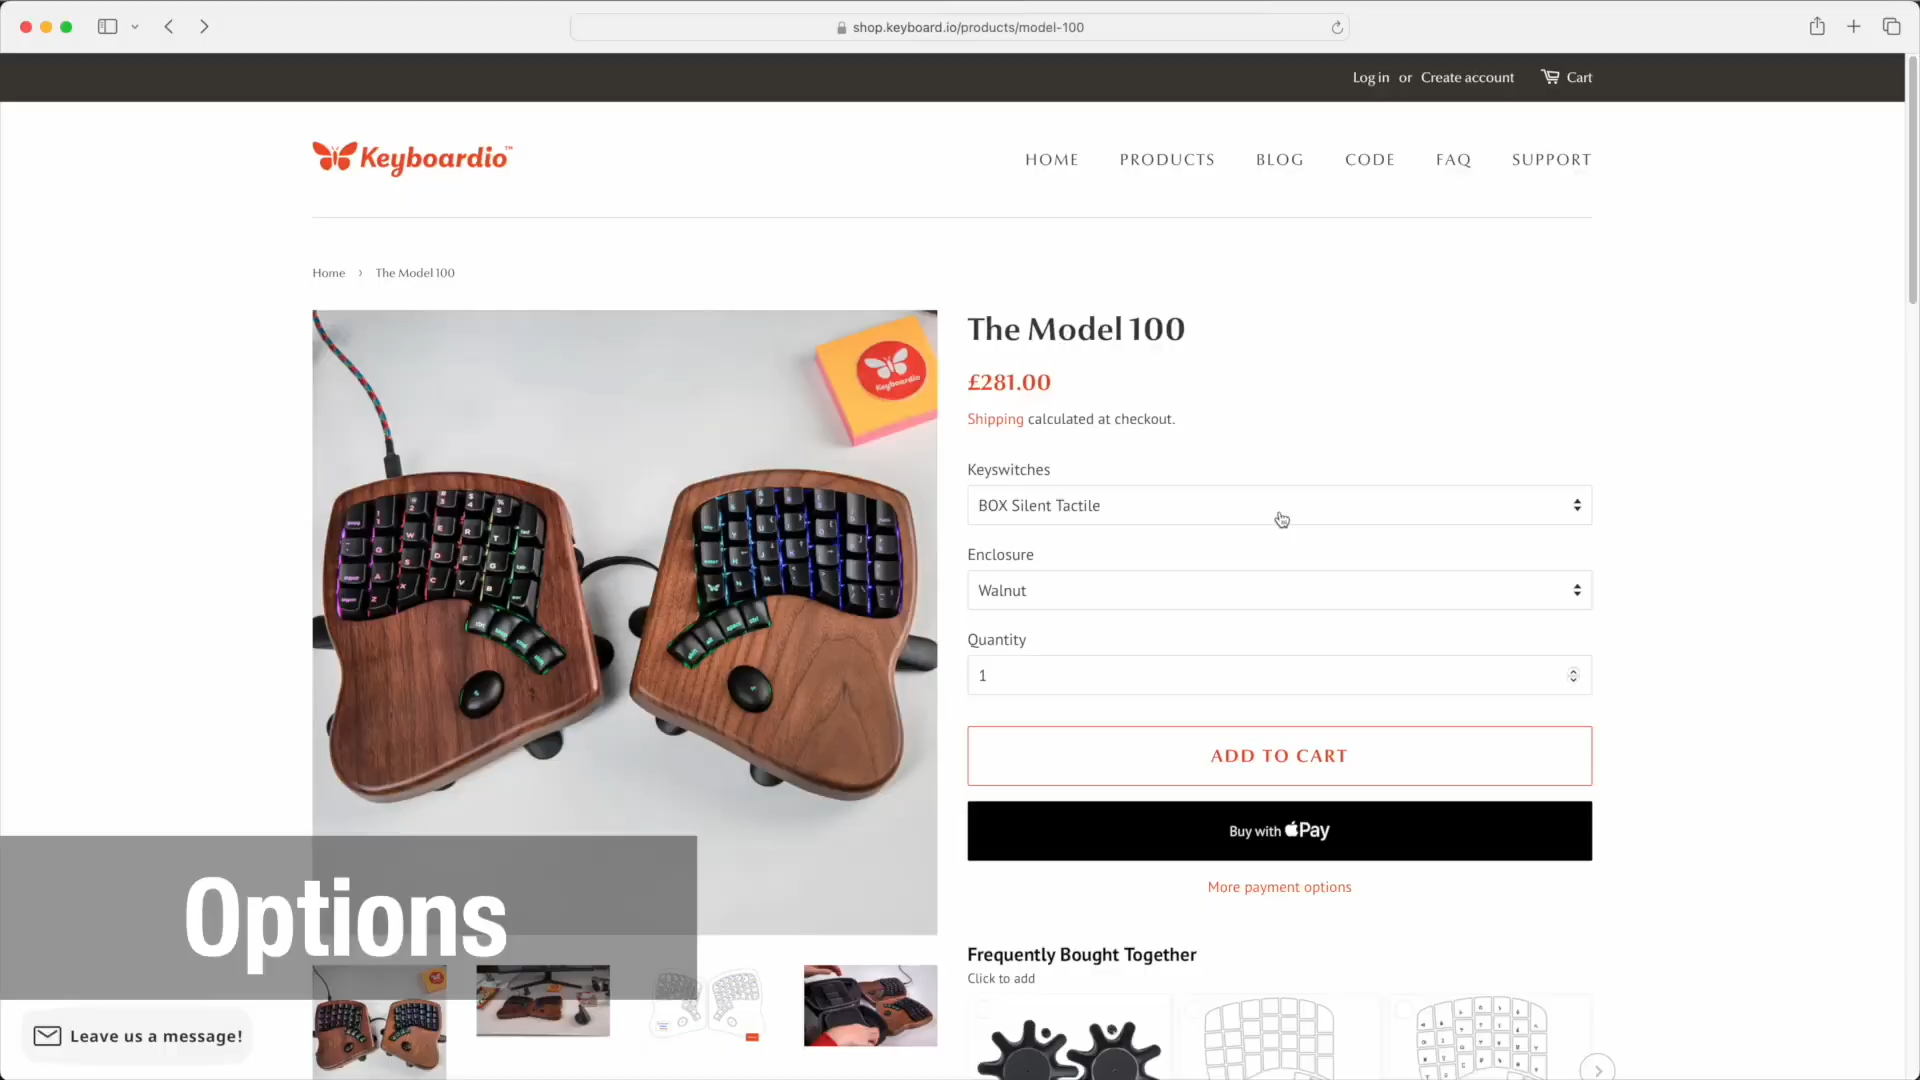 shop.keyboard.io/products/model-100
Log in or Create account Cart
Keyboardio™
HOME PRODUCTS BLOG CODE FAQ SUPPORT
Home › The Model 100
Keyboardio
The Model 100
£281.00
Shipping calculated at checkout.
Keyswitches
BOX Silent Tactile
Enclosure
Walnut
Quantity
1
ADD TO CART
Buy with Pay
More payment options
Frequently Bought Together
Click to add
Options
Leave us a message!